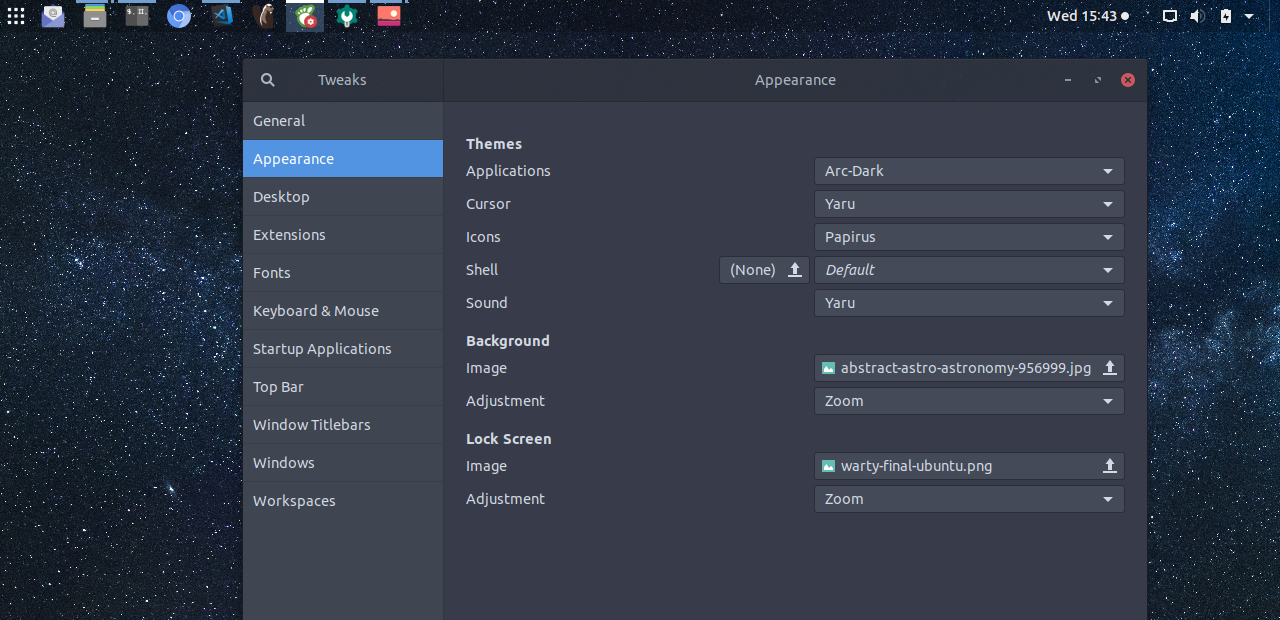 Wed 15:43
Tweaks
Appearance
General
Appearance
Desktop
Extensions
Fonts
Keyboard & Mouse
Startup Applications
Top Bar
Window Titlebars
Windows
Workspaces
Themes
Applications Arc-Dark
Cursor Yaru
Icons Papirus
Shell (None) Default
Sound Yaru
Background
Image abstract-astro-astronomy-956999.jpg
Adjustment Zoom
Lock Screen
Image warty-final-ubuntu.png
Adjustment Zoom